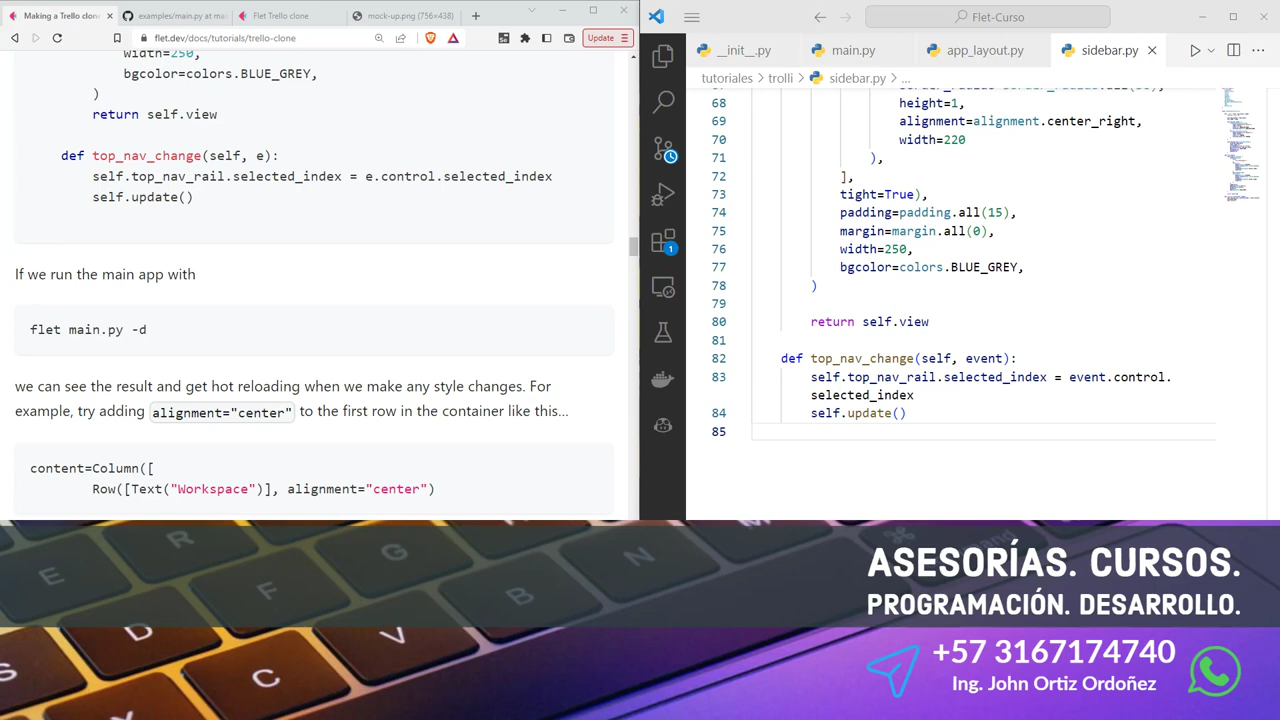 Making a Trello clone
examples/main.py at mai
Flet Trello clone
mock-up.png (756×438)
flet.dev/docs/tutorials/trello-clone
Update
width=250,
bgcolor=colors.BLUE_GREY,
)
return self.view
def top_nav_change(self, e):
self.top_nav_rail.selected_index = e.control.selected_index
self.update()
If we run the main app with
flet main.py -d
we can see the result and get hot reloading when we make any style changes. For
example, try adding alignment="center" to the first row in the container like this...
content=Column([
Row([Text("Workspace")], alignment="center")
Flet-Curso
__init__.py
main.py
app_layout.py
sidebar.py
tutoriales > trolli > sidebar.py > ...
68 height=1,
69 alignment=alignment.center_right,
70 width=220
71 ),
72 ],
73 tight=True),
74 padding=padding.all(15),
75 margin=margin.all(0),
76 width=250,
77 bgcolor=colors.BLUE_GREY,
78 )
79
80 return self.view
81
82 def top_nav_change(self, event):
83 self.top_nav_rail.selected_index = event.control.
selected_index
84 self.update()
85
1
1
ASESORÍAS. CURSOS.
PROGRAMACIÓN. DESARROLLO.
+57 3167174740
Ing. John Ortiz Ordoñez